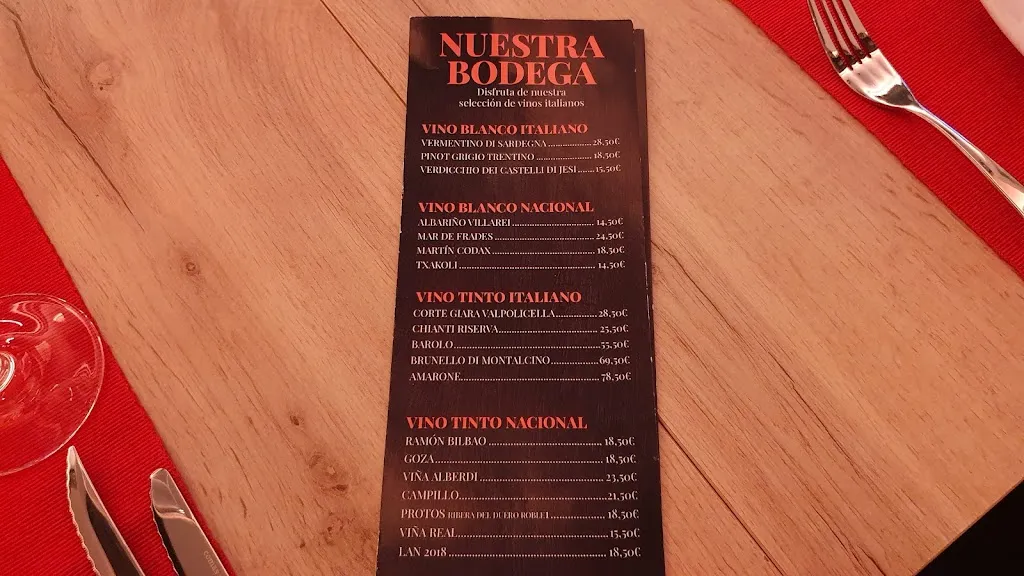 NUESTRA
BODEGA
Disfruta de nuestra
selección de vinos italianos
VINO BLANCO ITALIANO
VERMENTINO DI SARDEGNA................28,50€
PINOT GRIGIO TRENTINO...................18,50€
VERDICCHIO DEI CASTELLI DI JESI......15,50€
VINO BLANCO NACIONAL
ALBARIÑO VILLAREI............................14,50€
MAR DE FRADES..................................24,50€
MARTÍN CODAX...................................18,50€
TXAKOLI..............................................14,50€
VINO TINTO ITALIANO
CORTE GIARA VALPOLICELLA..............28,50€
CHIANTI RISERVA................................25,50€
BAROLO...............................................55,50€
BRUNELLO DI MONTALCINO................69,50€
AMARONE............................................78,50€
VINO TINTO NACIONAL
RAMÓN BILBAO...................................18,50€
GOZA...................................................18,50€
VIÑA ALBERDI.....................................23,50€
CAMPILLO............................................21,50€
PROTOS RIBERA DEL DUERO ROBLE 1..................18,50€
VIÑA REAL...........................................15,50€
LAN 2018..............................................18,50€